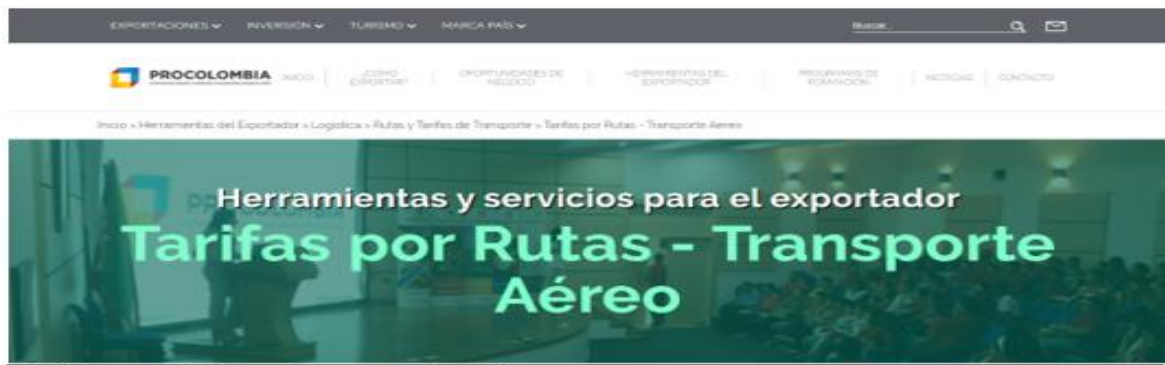 EXPORTACIONES INVERSIÓN TURISMO MARCA PAÍS Buscar...
PROCOLOMBIA INICIO ¿CÓMO EXPORTAR? OPORTUNIDADES DE NEGOCIO HERRAMIENTAS DEL EXPORTADOR PROGRAMAS DE FORMACIÓN NOTICIAS CONTACTO
Inicio » Herramientas del Exportador » Logística » Rutas y Tarifas de Transporte » Tarifas por Rutas - Transporte Aéreo
Herramientas y servicios para el exportador
Tarifas por Rutas - Transporte
Aéreo